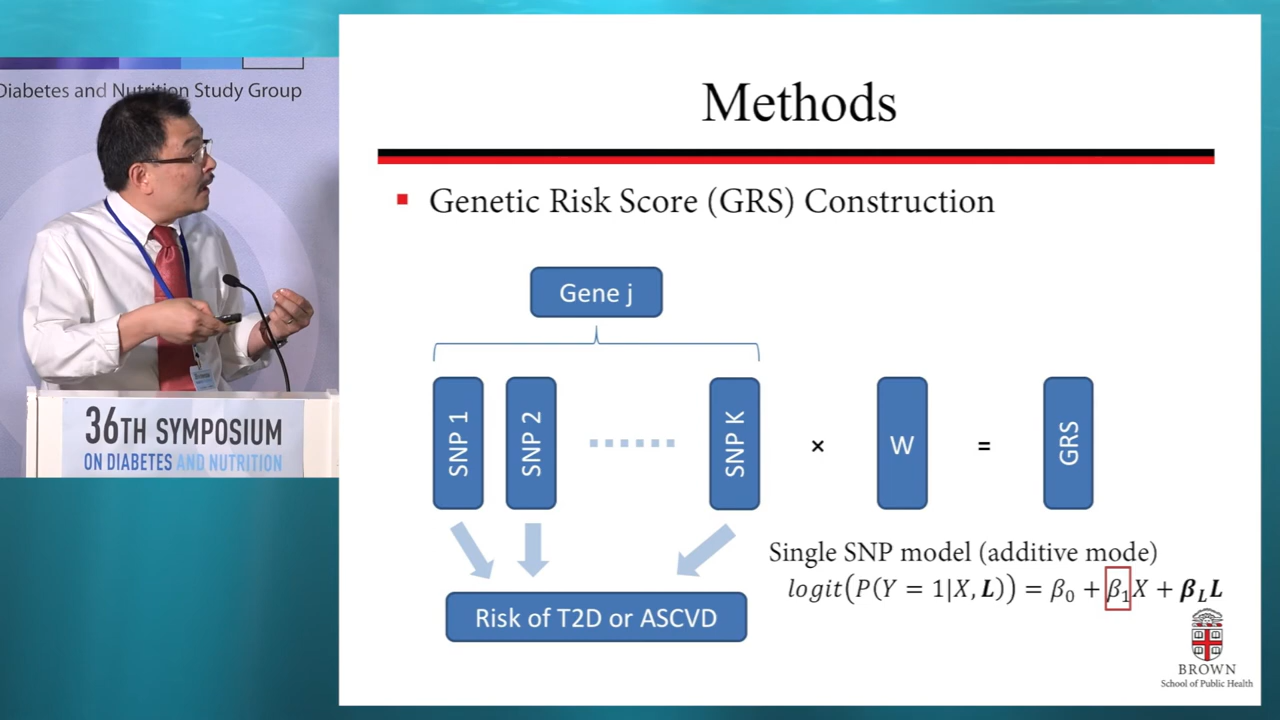 Diabetes and Nutrition Study Group
36TH SYMPOSIUM
ON DIABETES AND NUTRITION
Methods
Genetic Risk Score (GRS) Construction
Gene j
SNP 1
SNP 2
SNP K
×
W
=
GRS
Risk of T2D or ASCVD
Single SNP model (additive mode)
logit(P(Y = 1|X, L)) = β₀ + β₁X + β_L L
BROWN
School of Public Health